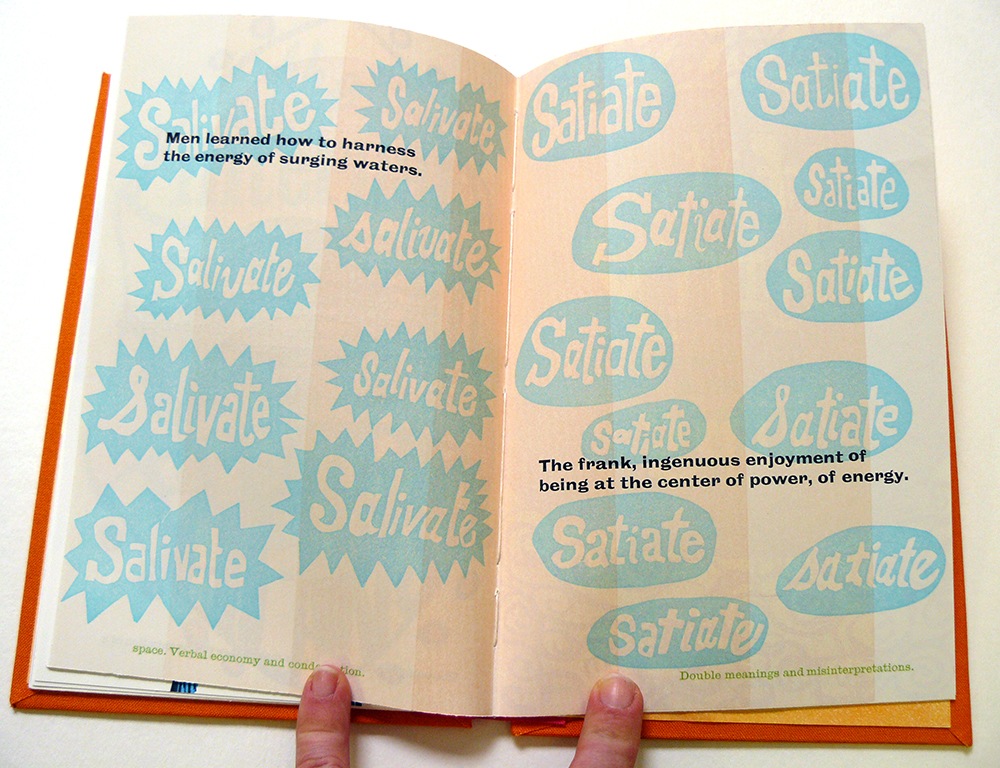 Salivate
Salivate
Men learned how to harness
the energy of surging waters.
salivate
Salivate
Salivate
Salivate
Salivate
Salivate
space. Verbal economy and
Satiate
Satiate
Satiate
Satiate
Satiate
Satiate
satiate
Satiate
The frank, ingenuous enjoyment of
being at the center of power, of energy.
Satiate
satiate
satiate
Double meanings and misinterpretations.